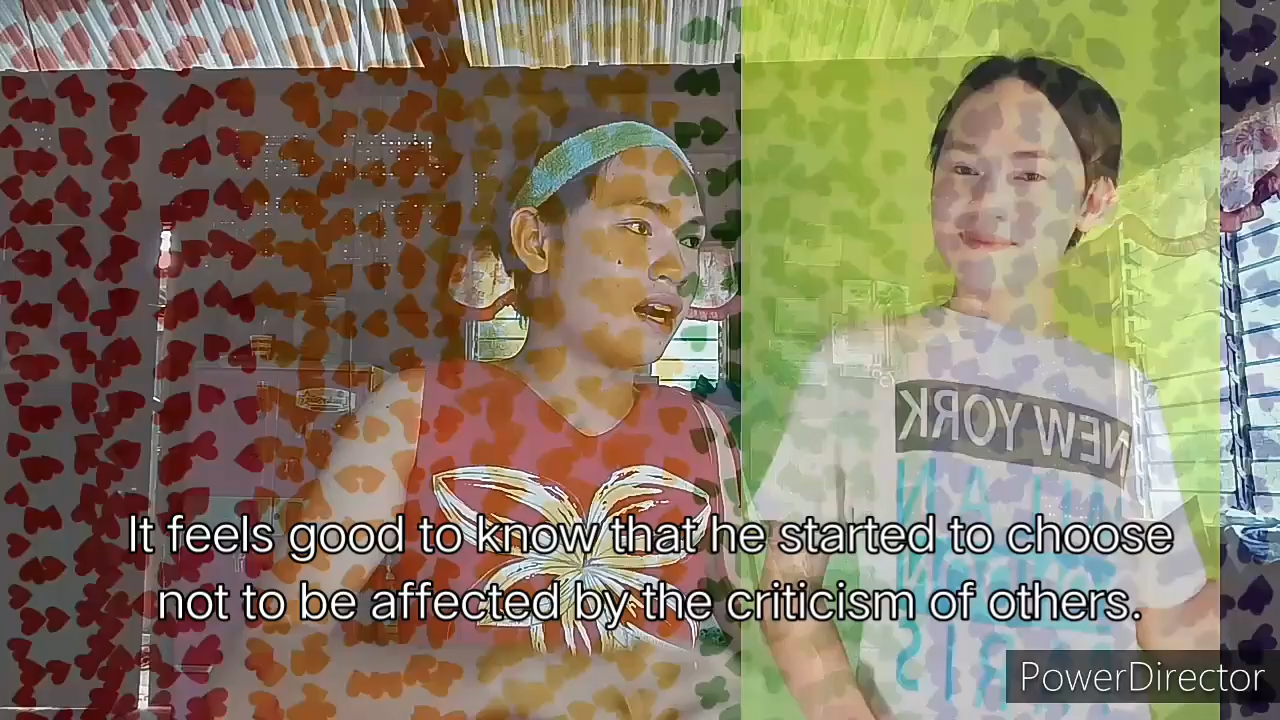 NEW YORK
It feels good to know that he started to choose
not to be affected by the criticism of others.
PowerDirector